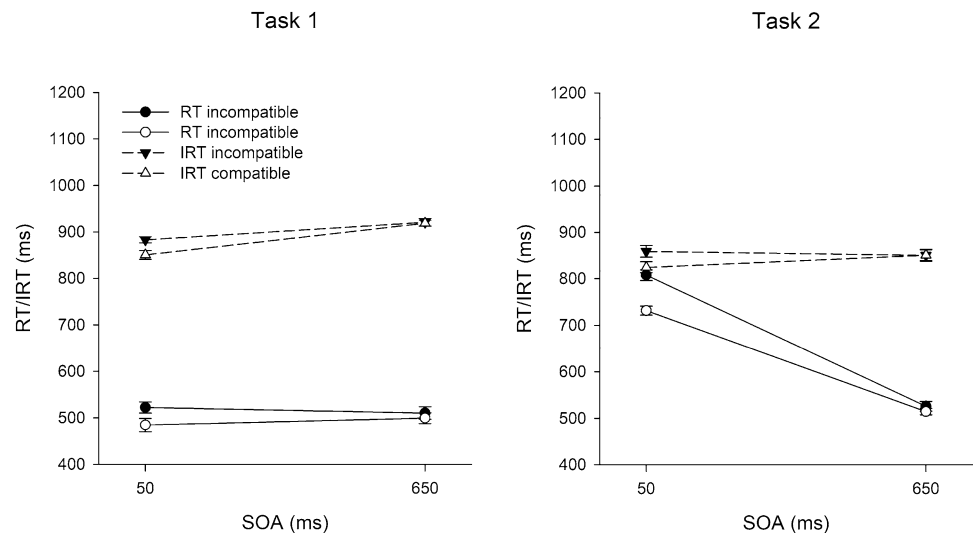 Task 1
1200
1100
1000
900
800
700
600
500
400
RT/IRT (ms)
RT incompatible
RT incompatible
IRT incompatible
IRT compatible
50
650
SOA (ms)
Task 2
1200
1100
1000
900
800
700
600
500
400
RT/IRT (ms)
50
650
SOA (ms)